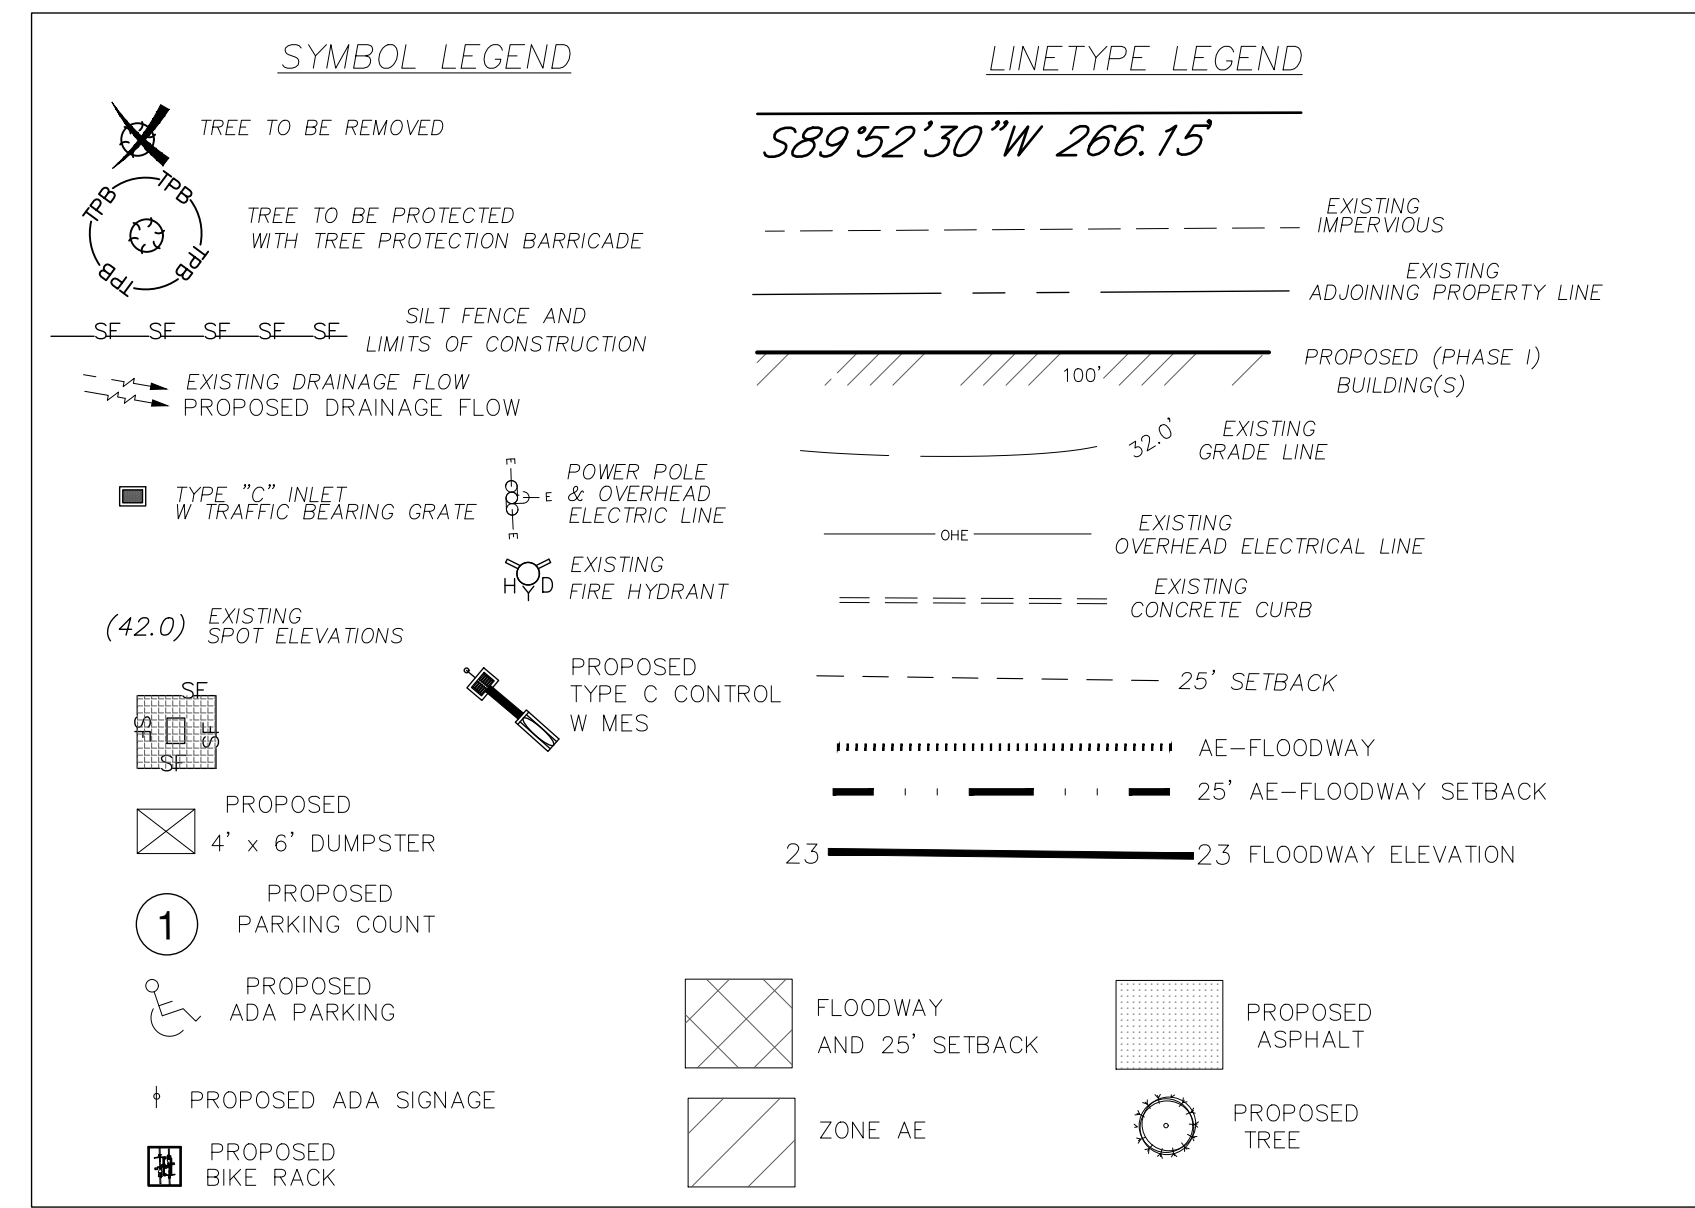 SYMBOL LEGEND
TREE TO BE REMOVED
TPB TPB TPB TPB
TREE TO BE PROTECTED
WITH TREE PROTECTION BARRICADE
SF SF SF SF SF
SILT FENCE AND
LIMITS OF CONSTRUCTION
EXISTING DRAINAGE FLOW
PROPOSED DRAINAGE FLOW
TYPE "C" INLET
W TRAFFIC BEARING GRATE
E E E
POWER POLE
& OVERHEAD
ELECTRIC LINE
H Y D
EXISTING
FIRE HYDRANT
(42.0)
EXISTING
SPOT ELEVATIONS
SF SF SF SF
PROPOSED
TYPE C CONTROL
W MES
PROPOSED
4' x 6' DUMPSTER
1
PROPOSED
PARKING COUNT
PROPOSED
ADA PARKING
PROPOSED ADA SIGNAGE
PROPOSED
BIKE RACK
LINETYPE LEGEND
S89°52'30"W 266.15'
EXISTING
IMPERVIOUS
EXISTING
ADJOINING PROPERTY LINE
100'
PROPOSED (PHASE I)
BUILDING(S)
32.0'
EXISTING
GRADE LINE
OHE
EXISTING
OVERHEAD ELECTRICAL LINE
EXISTING
CONCRETE CURB
25' SETBACK
AE-FLOODWAY
25' AE-FLOODWAY SETBACK
23 23 FLOODWAY ELEVATION
FLOODWAY
AND 25' SETBACK
PROPOSED
ASPHALT
ZONE AE
PROPOSED
TREE